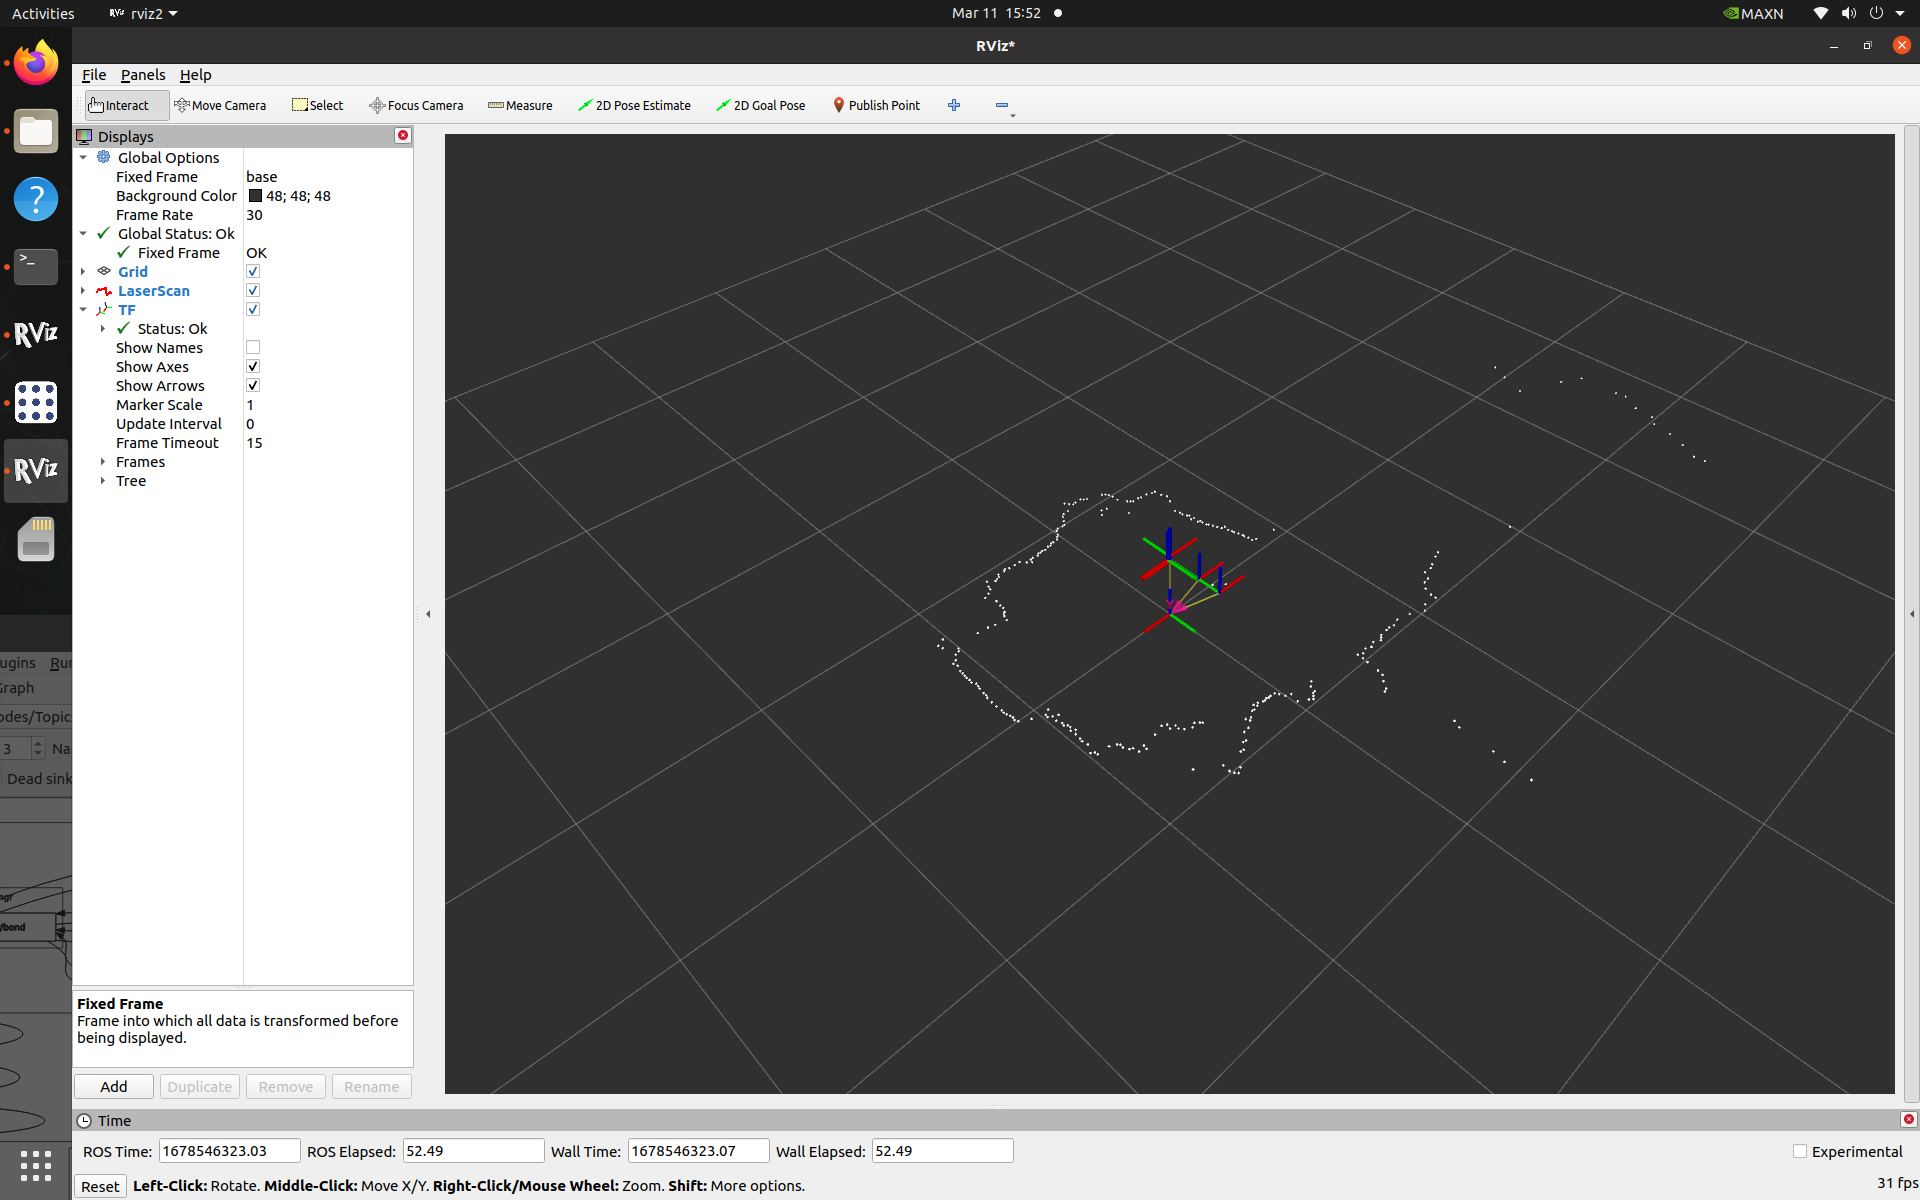 Activities rviz2 Mar 11 15:52 MAXN
RViz*
File Panels Help
Interact Move Camera Select Focus Camera Measure 2D Pose Estimate 2D Goal Pose Publish Point
Displays
Global Options
Fixed Frame base
Background Color 48; 48; 48
Frame Rate 30
Global Status: Ok
Fixed Frame OK
Grid
LaserScan
TF
Status: Ok
Show Names
Show Axes
Show Arrows
Marker Scale 1
Update Interval 0
Frame Timeout 15
Frames
Tree
?
>_
RViz
RViz
ugins Ru
Graph
odes/Topic
3 Na
Dead sink
/bond
Fixed Frame
Frame into which all data is transformed before
being displayed.
Add Duplicate Remove Rename
Time
ROS Time: 1678546323.03 ROS Elapsed: 52.49 Wall Time: 1678546323.07 Wall Elapsed: 52.49 Experimental
Reset Left-Click: Rotate. Middle-Click: Move X/Y. Right-Click/Mouse Wheel: Zoom. Shift: More options. 31 fps